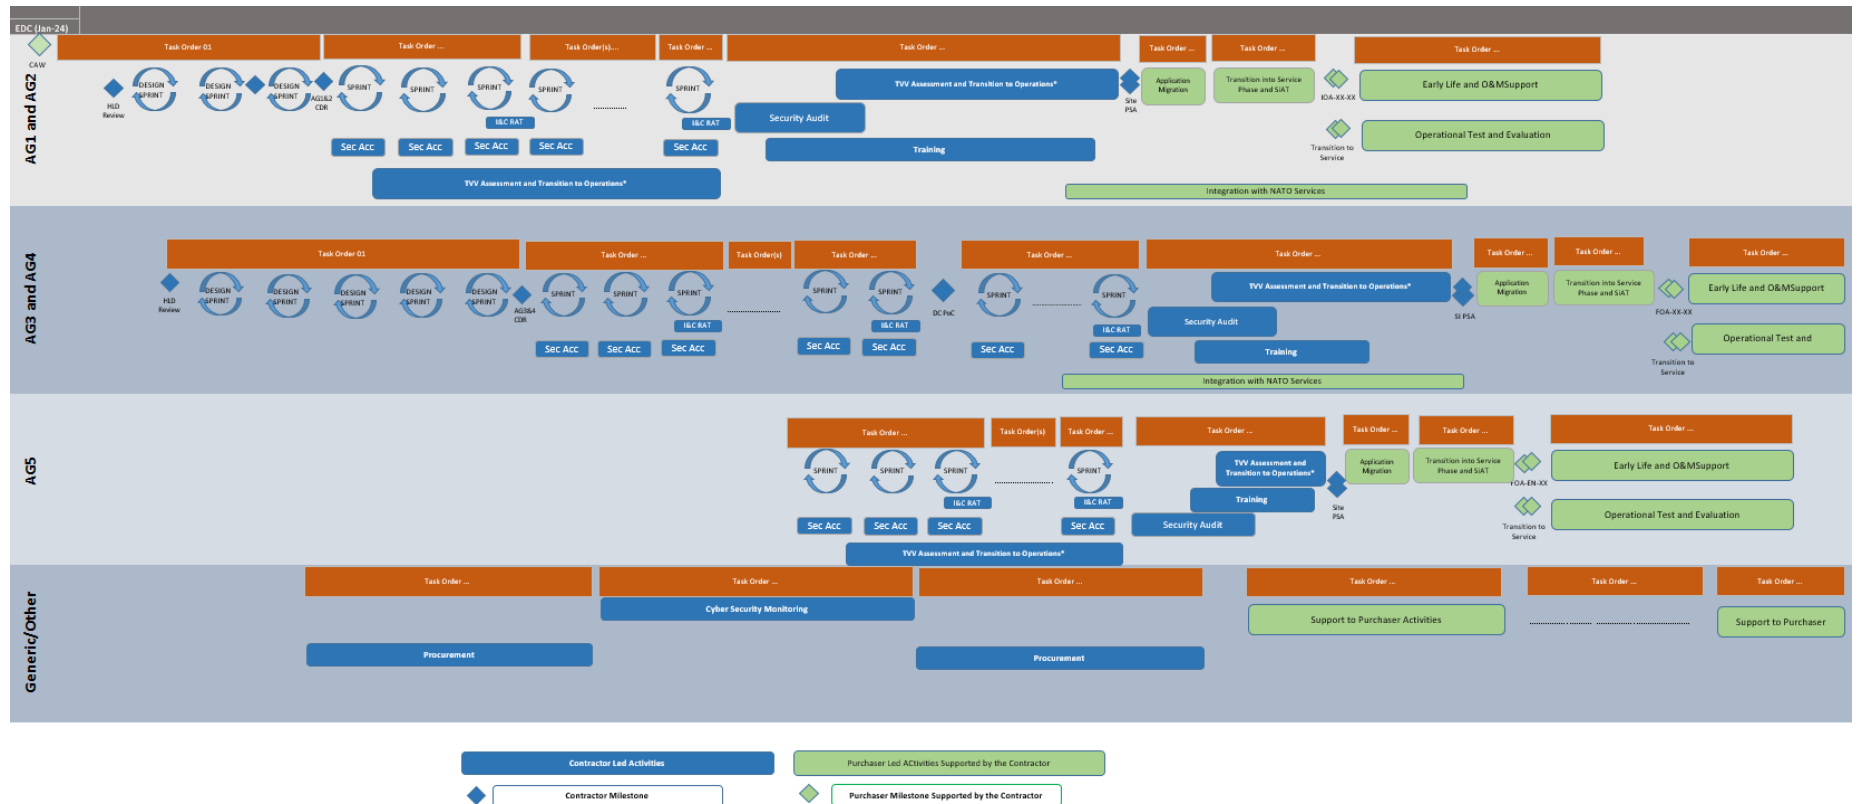 EDC (Jan-24)
AG1 and AG2
CAW
Task Order 01
Task Order ...
Task Order(s)....
Task Order ...
Task Order ...
Task Order ...
Task Order ...
Task Order ...
HLD
Review
DESIGN
SPRINT
DESIGN
SPRINT
DESIGN
SPRINT
AG1&2
CDR
SPRINT
SPRINT
SPRINT
SPRINT
..........
SPRINT
I&C RAT
I&C RAT
Sec Acc
Sec Acc
Sec Acc
Sec Acc
Sec Acc
TVV Assessment and Transition to Operations*
TVV Assessment and Transition to Operations*
Security Audit
Training
Site
PSA
Application
Migration
Transition into Service
Phase and SiAT
IOA-XX-XX
Early Life and O&MSupport
Transition to
Service
Operational Test and Evaluation
Integration with NATO Services
AG3 and AG4
Task Order 01
Task Order ...
Task Order(s)
Task Order ...
Task Order ...
Task Order ...
Task Order ...
Task Order ...
Task Order ...
HLD
Review
DESIGN
SPRINT
DESIGN
SPRINT
DESIGN
SPRINT
DESIGN
SPRINT
DESIGN
SPRINT
AG3&4
CDR
SPRINT
SPRINT
SPRINT
....................
SPRINT
SPRINT
DC PoC
SPRINT
................
SPRINT
I&C RAT
I&C RAT
I&C RAT
Sec Acc
Sec Acc
Sec Acc
Sec Acc
Sec Acc
Sec Acc
Sec Acc
TVV Assessment and Transition to Operations*
Security Audit
Training
SI PSA
Application
Migration
Transition into Service
Phase and SiAT
FOA-XX-XX
Early Life and O&MSupport
Transition to
Service
Operational Test and
Integration with NATO Services
AG5
Task Order ...
Task Order(s)
Task Order ...
Task Order ...
Task Order ...
Task Order ...
Task Order ...
SPRINT
SPRINT
SPRINT
...................
SPRINT
I&C RAT
I&C RAT
Sec Acc
Sec Acc
Sec Acc
Sec Acc
TVV Assessment and Transition to Operations*
TVV Assessment and
Transition to Operations*
Training
Security Audit
Site
PSA
Application
Migration
Transition into Service
Phase and SiAT
FOA-EN-XX
Early Life and O&MSupport
Transition to
Service
Operational Test and Evaluation
Generic/Other
Task Order ...
Task Order ...
Task Order ...
Task Order ...
Task Order ...
Task Order ...
Cyber Security Monitoring
Procurement
Procurement
Support to Purchaser Activities
Support to Purchaser
Contractor Led Activities
Purchaser Led ACtivities Supported by the Contractor
Contractor Milestone
Purchaser Milestone Supported by the Contractor